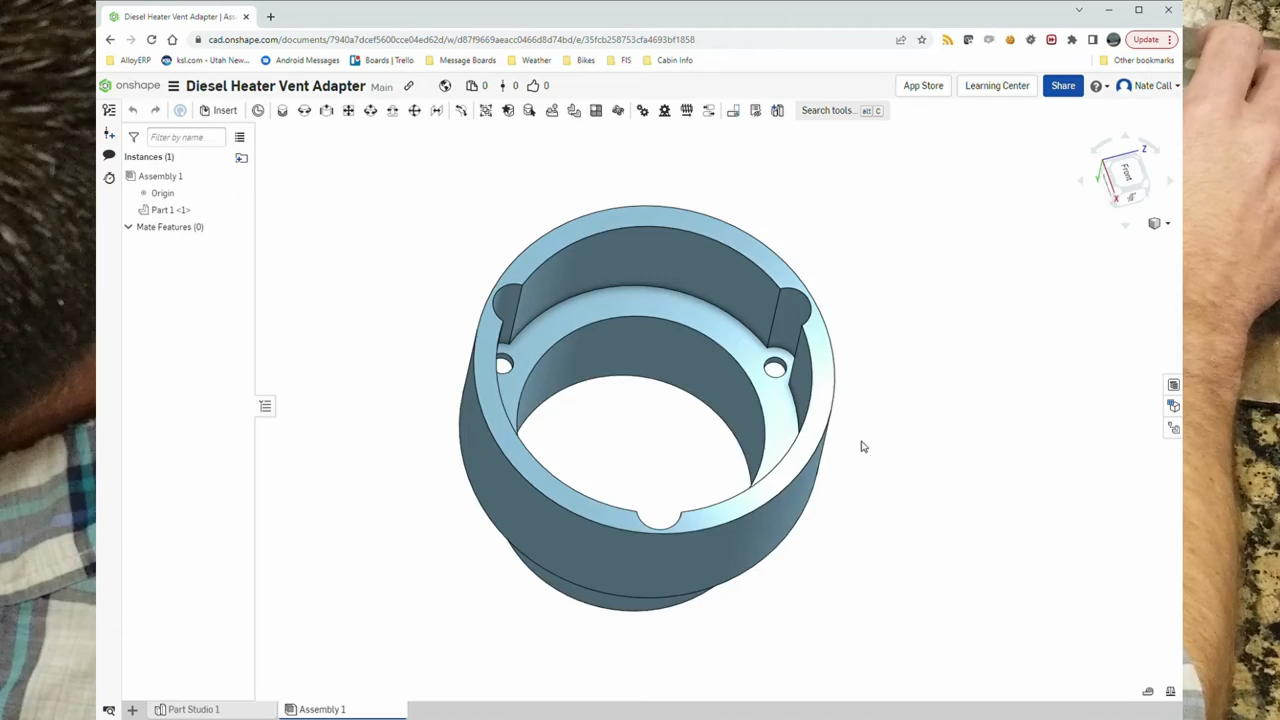 Diesel Heater Vent Adapter | Ass
cad.onshape.com/documents/7940a7dcef5600cce04ed62d/w/d87f9669aeacc0466d8d74bd/e/35fcb258753cfa4693bf1858
Update
AlloyERP
ksl.com - Utah New...
Android Messages
Boards | Trello
Message Boards
Weather
Bikes
FIS
Cabin Info
Other bookmarks
onshape
Diesel Heater Vent Adapter Main
0
0
0
App Store
Learning Center
Share
Nate Call
Insert
Search tools... alt C
Filter by name
Instances (1)
Assembly 1
Origin
Part 1 <1>
Mate Features (0)
Z
Front
Y
X
Part Studio 1
Assembly 1